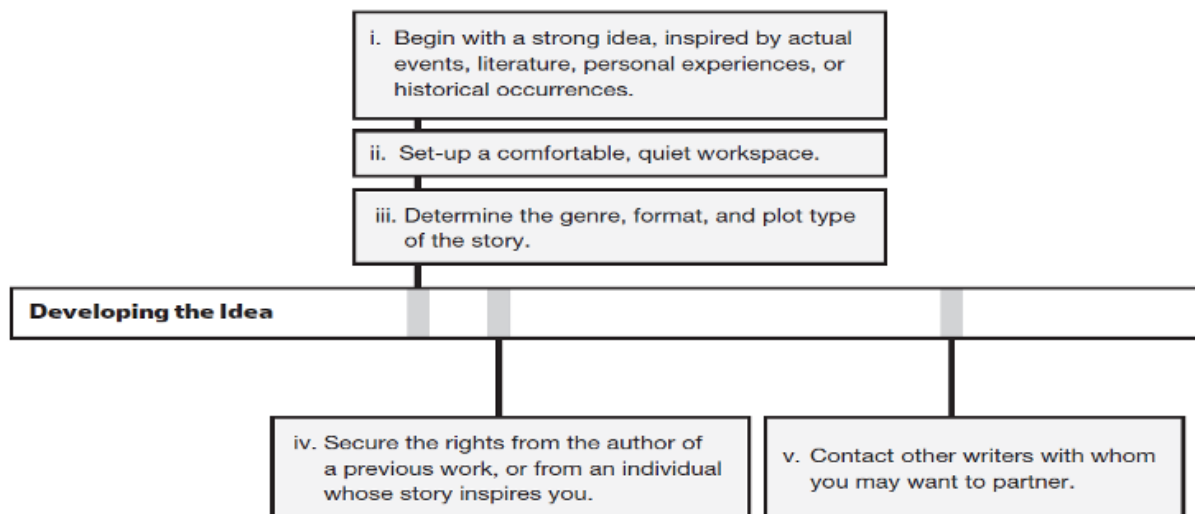 i. Begin with a strong idea, inspired by actual
events, literature, personal experiences, or
historical occurrences.
ii. Set-up a comfortable, quiet workspace.
iii. Determine the genre, format, and plot type
of the story.
Developing the Idea
iv. Secure the rights from the author of
a previous work, or from an individual
whose story inspires you.
v. Contact other writers with whom
you may want to partner.